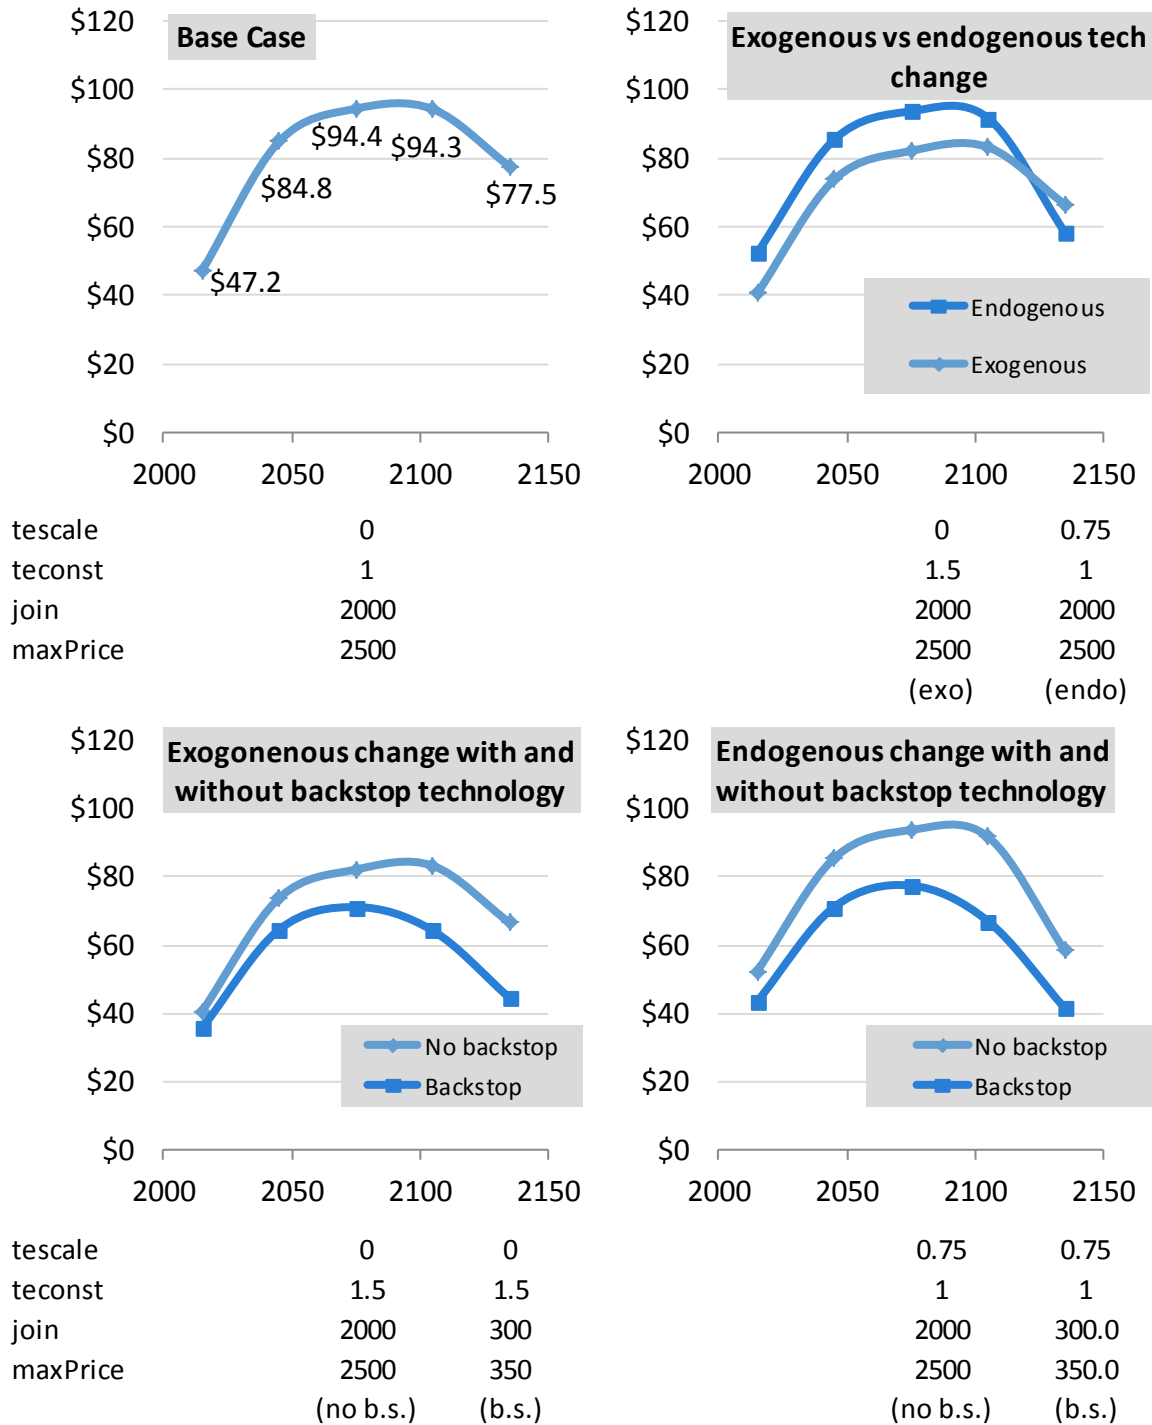 Base Case
$120
$100
$80
$60
$40
$20
$0
$47.2
$84.8
$94.4
$94.3
$77.5
2000 2050 2100 2150
Exogenous vs endogenous tech
change
$120
$100
$80
$60
$40
$20
$0
Endogenous
Exogenous
2000 2050 2100 2150
tescale 0 0 0.75
teconst 1 1.5 1
join 2000 2000 2000
maxPrice 2500 2500 2500
(exo) (endo)
Exogonenous change with and
without backstop technology
$120
$100
$80
$60
$40
$20
$0
No backstop
Backstop
2000 2050 2100 2150
Endogenous change with and
without backstop technology
$120
$100
$80
$60
$40
$20
$0
No backstop
Backstop
2000 2050 2100 2150
tescale 0 0 0.75 0.75
teconst 1.5 1.5 1 1
join 2000 300 2000 300.0
maxPrice 2500 350 2500 350.0
(no b.s.) (b.s.) (no b.s.) (b.s.)